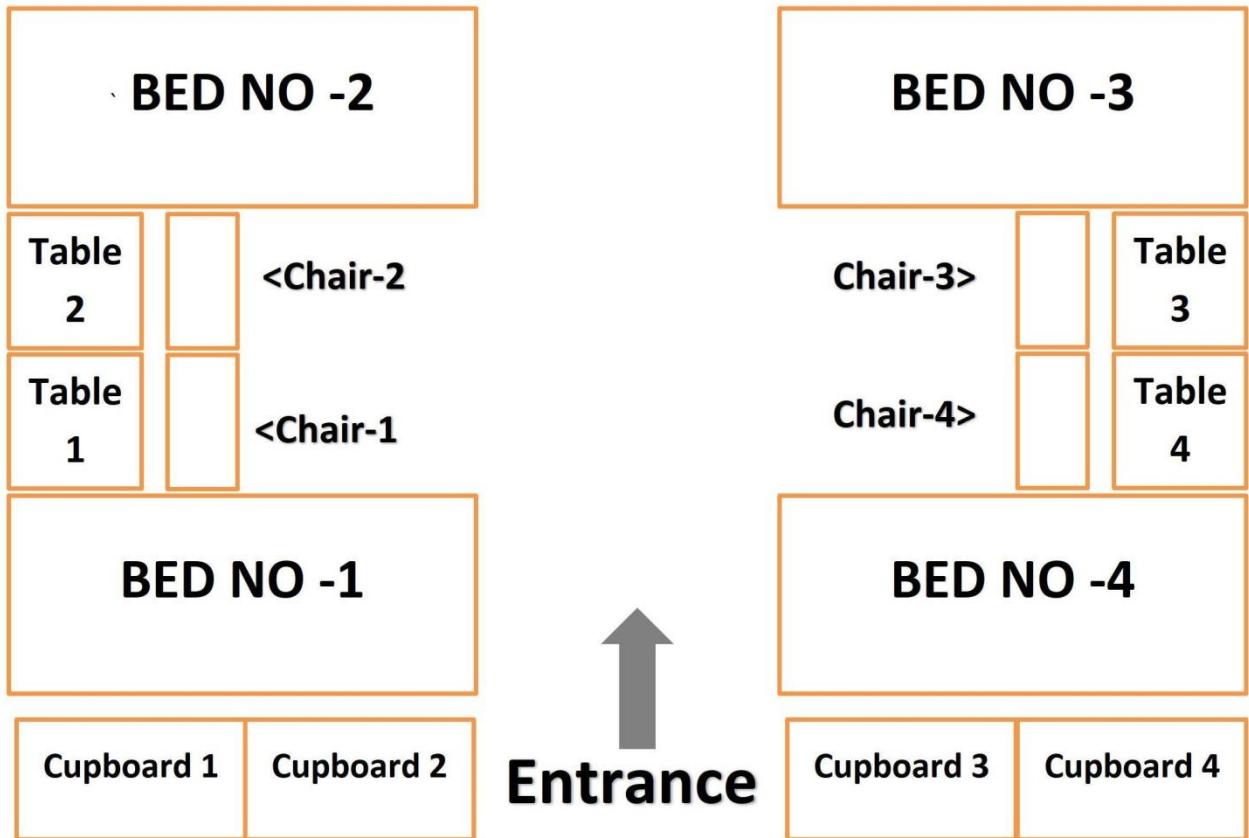 ` BED NO -2
BED NO -3
Table
2
<Chair-2
Chair-3>
Table
3
Table
1
<Chair-1
Chair-4>
Table
4
BED NO -1
BED NO -4
Cupboard 1
Cupboard 2
Entrance
Cupboard 3
Cupboard 4